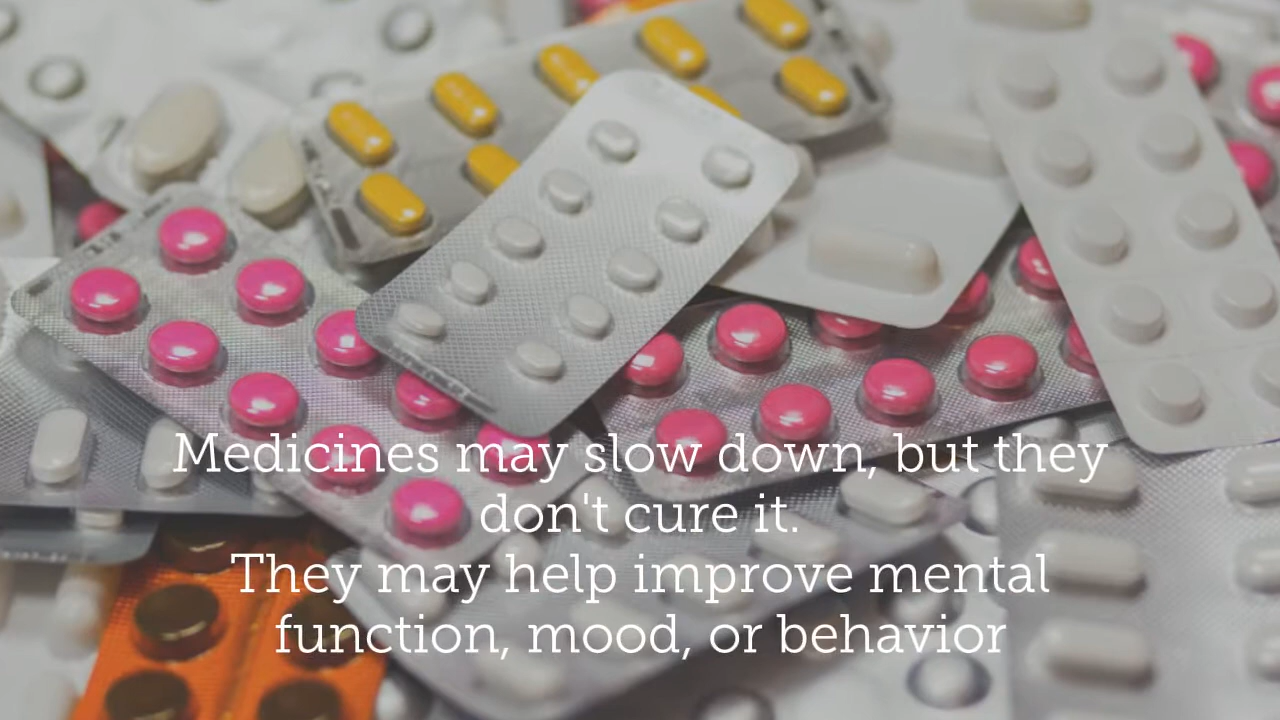 Medicines may slow down, but they
don't cure it.
They may help improve mental
function, mood, or behavior